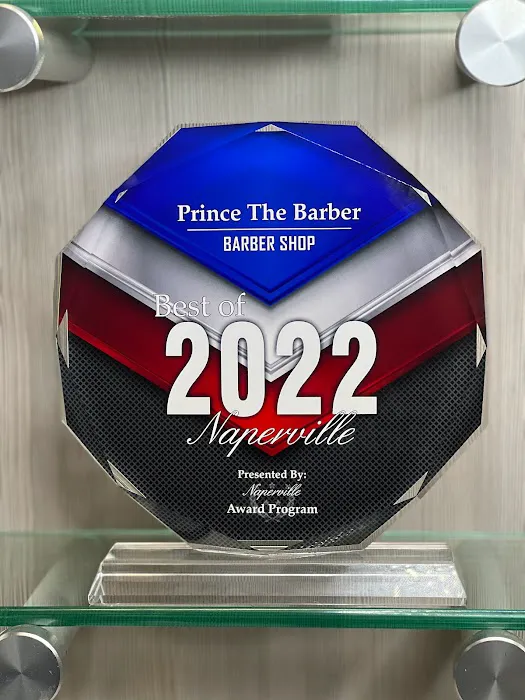 Prince The Barber
BARBER SHOP
Best of
2022
Naperville
Presented By:
Naperville
Award Program